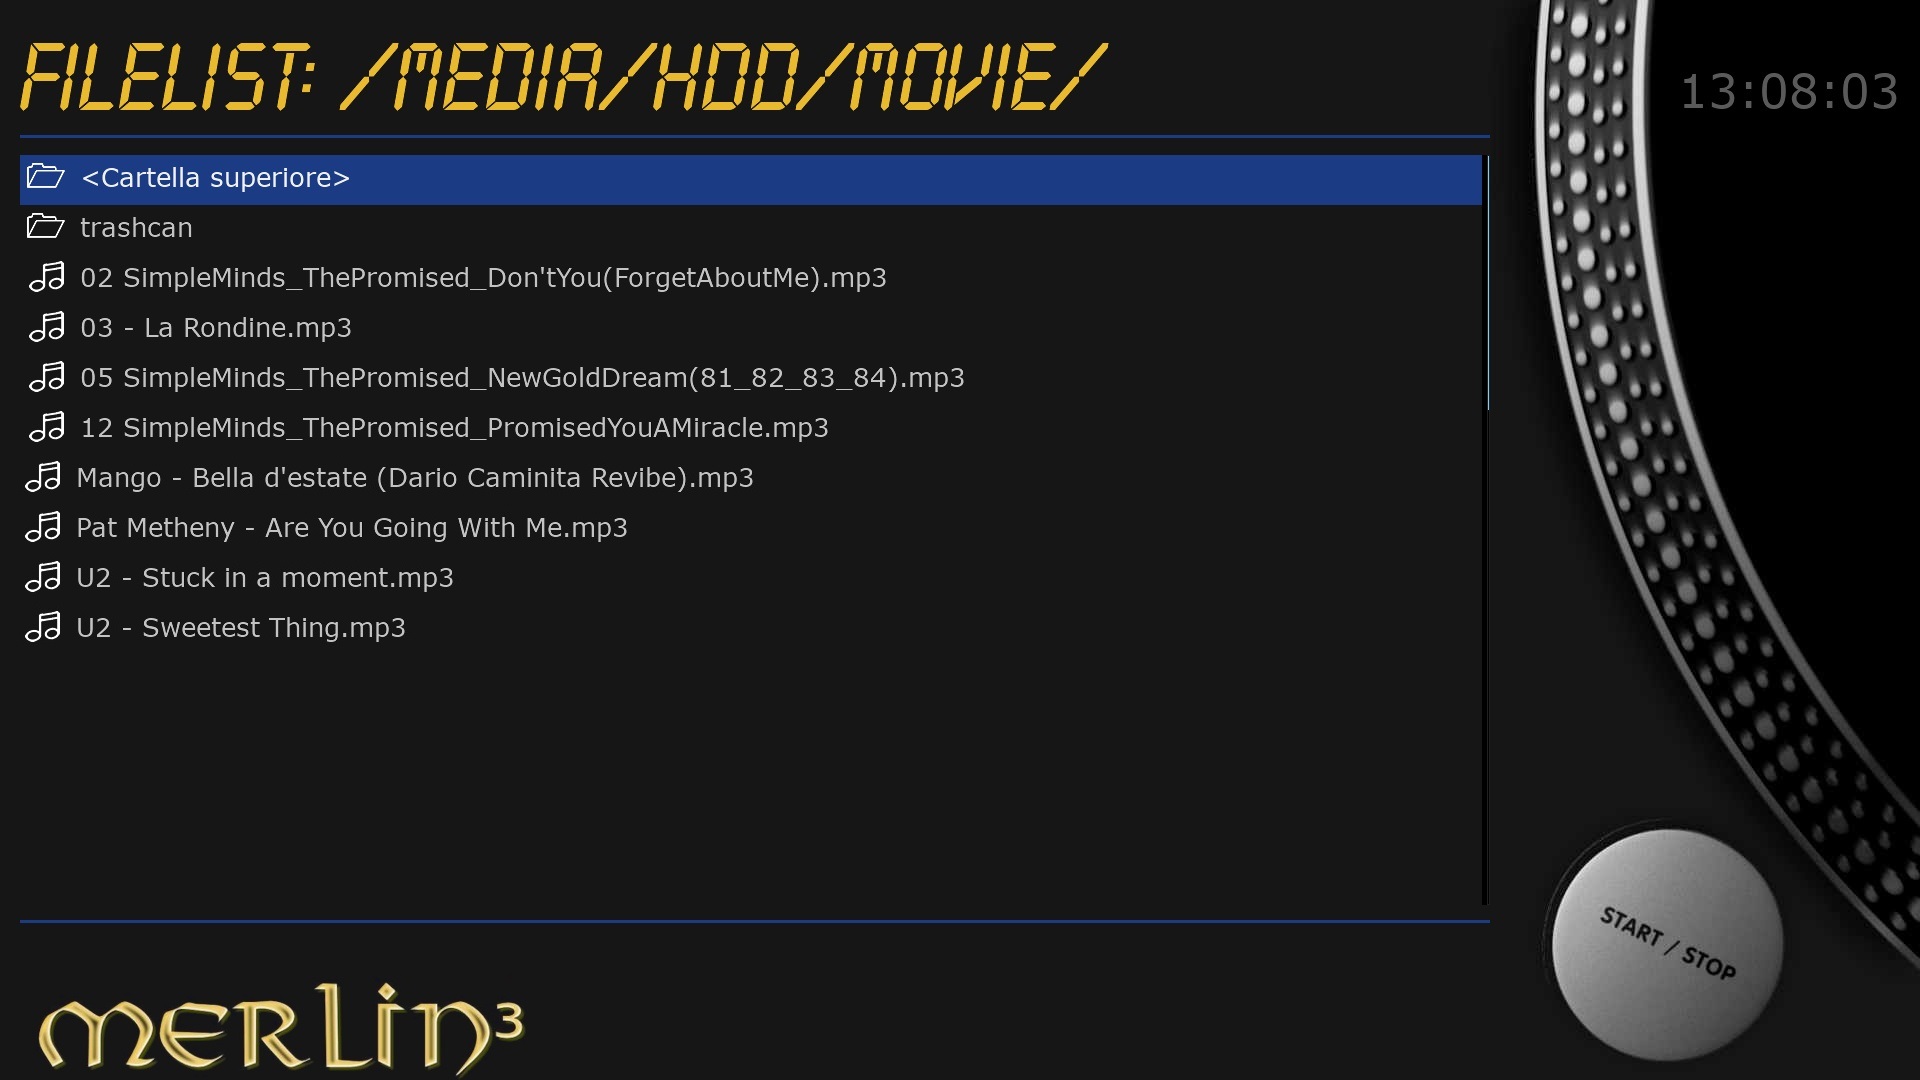 FILELIST: /MEDIA/HDD/MOVIE/
13:08:03
<Cartella superiore>
trashcan
02 SimpleMinds_ThePromised_Don'tYou(ForgetAboutMe).mp3
03 - La Rondine.mp3
05 SimpleMinds_ThePromised_NewGoldDream(81_82_83_84).mp3
12 SimpleMinds_ThePromised_PromisedYouAMiracle.mp3
Mango - Bella d'estate (Dario Caminita Revibe).mp3
Pat Metheny - Are You Going With Me.mp3
U2 - Stuck in a moment.mp3
U2 - Sweetest Thing.mp3
START / STOP
MERLIN³